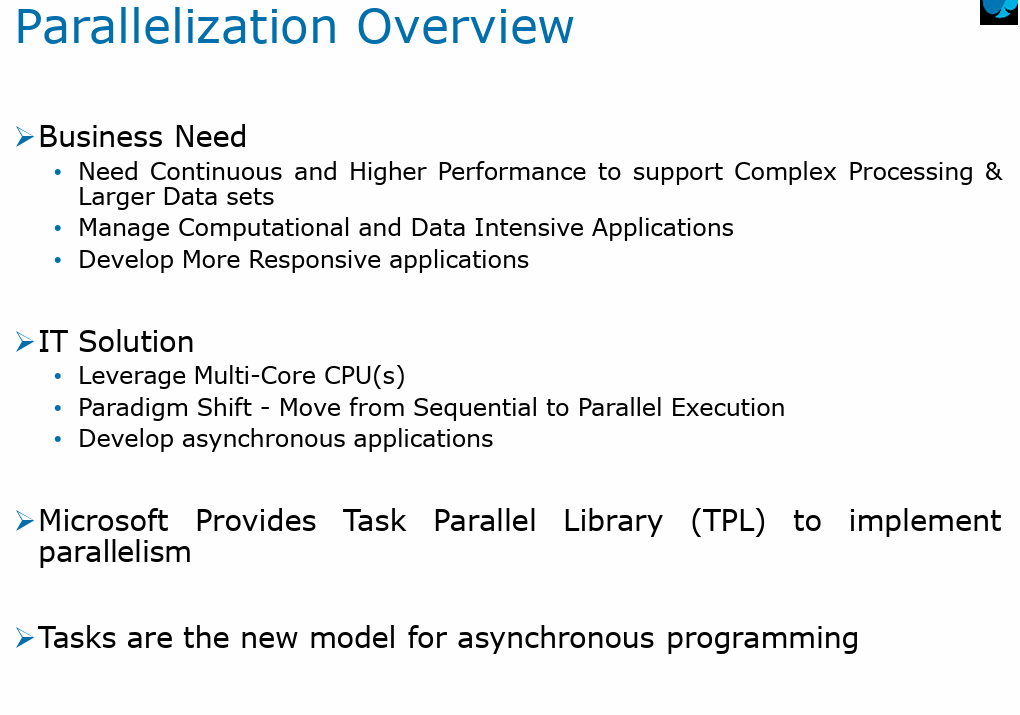 Parallelization Overview
Business Need
• Need Continuous and Higher Performance to support Complex Processing &
Larger Data sets
• Manage Computational and Data Intensive Applications
• Develop More Responsive applications
IT Solution
• Leverage Multi-Core CPU(s)
• Paradigm Shift - Move from Sequential to Parallel Execution
• Develop asynchronous applications
Microsoft Provides Task Parallel Library (TPL) to implement
parallelism
Tasks are the new model for asynchronous programming